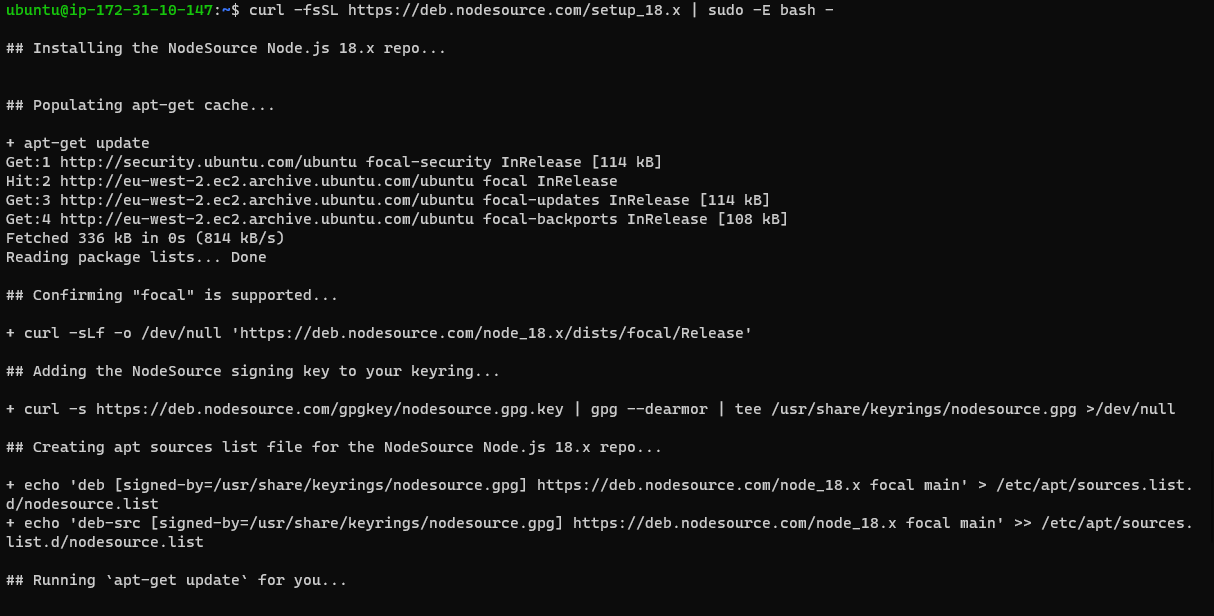 ubuntu@ip-172-31-10-147:~$ curl -fsSL https://deb.nodesource.com/setup_18.x | sudo -E bash -
## Installing the NodeSource Node.js 18.x repo...
## Populating apt-get cache...
+ apt-get update
Get:1 http://security.ubuntu.com/ubuntu focal-security InRelease [114 kB]
Hit:2 http://eu-west-2.ec2.archive.ubuntu.com/ubuntu focal InRelease
Get:3 http://eu-west-2.ec2.archive.ubuntu.com/ubuntu focal-updates InRelease [114 kB]
Get:4 http://eu-west-2.ec2.archive.ubuntu.com/ubuntu focal-backports InRelease [108 kB]
Fetched 336 kB in 0s (814 kB/s)
Reading package lists... Done
## Confirming "focal" is supported...
+ curl -sLf -o /dev/null 'https://deb.nodesource.com/node_18.x/dists/focal/Release'
## Adding the NodeSource signing key to your keyring...
+ curl -s https://deb.nodesource.com/gpgkey/nodesource.gpg.key | gpg --dearmor | tee /usr/share/keyrings/nodesource.gpg >/dev/null
## Creating apt sources list file for the NodeSource Node.js 18.x repo...
+ echo 'deb [signed-by=/usr/share/keyrings/nodesource.gpg] https://deb.nodesource.com/node_18.x focal main' > /etc/apt/sources.list.
d/nodesource.list
+ echo 'deb-src [signed-by=/usr/share/keyrings/nodesource.gpg] https://deb.nodesource.com/node_18.x focal main' >> /etc/apt/sources.
list.d/nodesource.list
## Running `apt-get update` for you...